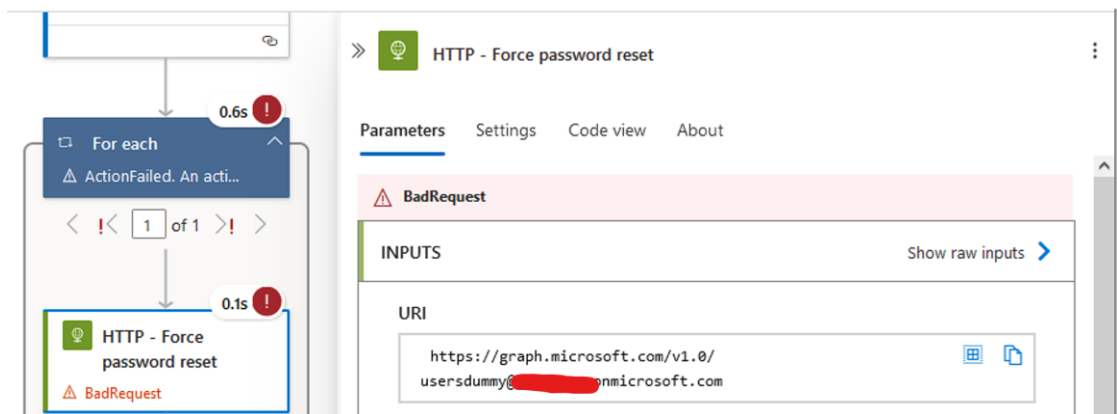 HTTP - Force password reset
0.6s
Parameters Settings Code view About
For each
ActionFailed. An acti...
BadRequest
1 of 1
INPUTS Show raw inputs
0.1s
URI
HTTP - Force
password reset
https://graph.microsoft.com/v1.0/
usersdummy@ onmicrosoft.com
BadRequest